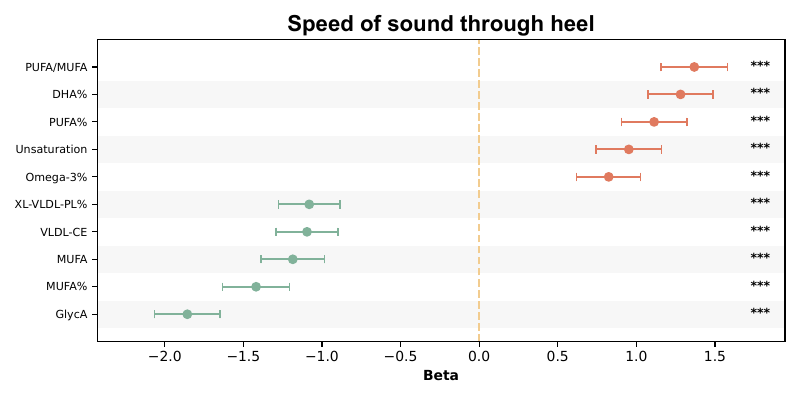 Speed of sound through heel
PUFA/MUFA ***
DHA% ***
PUFA% ***
Unsaturation ***
Omega-3% ***
XL-VLDL-PL% ***
VLDL-CE ***
MUFA ***
MUFA% ***
GlycA ***
−2.0 −1.5 −1.0 −0.5 0.0 0.5 1.0 1.5
Beta